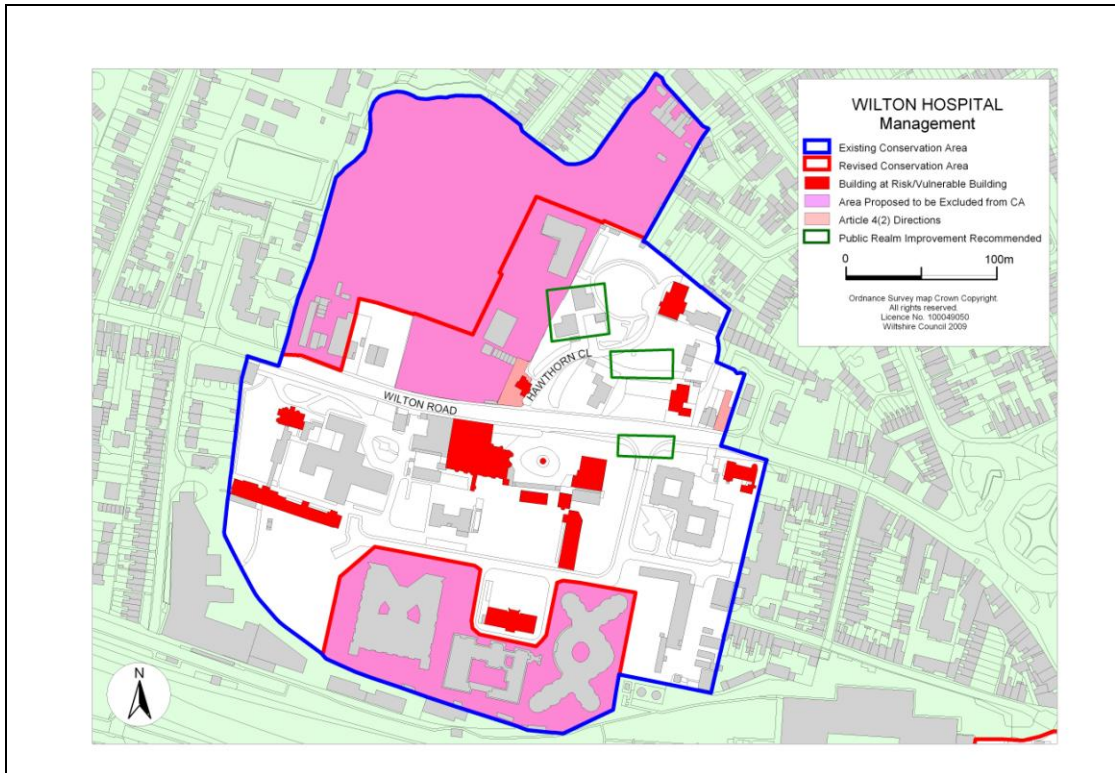 WILTON HOSPITAL
Management
Existing Conservation Area
Revised Conservation Area
Building at Risk/Vulnerable Building
Area Proposed to be Excluded from CA
Article 4(2) Directions
Public Realm Improvement Recommended
0 100m
Ordnance Survey map Crown Copyright.
All rights reserved.
Licence No. 100049050
Wiltshire Council 2009
HAWTHORN CL
WILTON ROAD
N